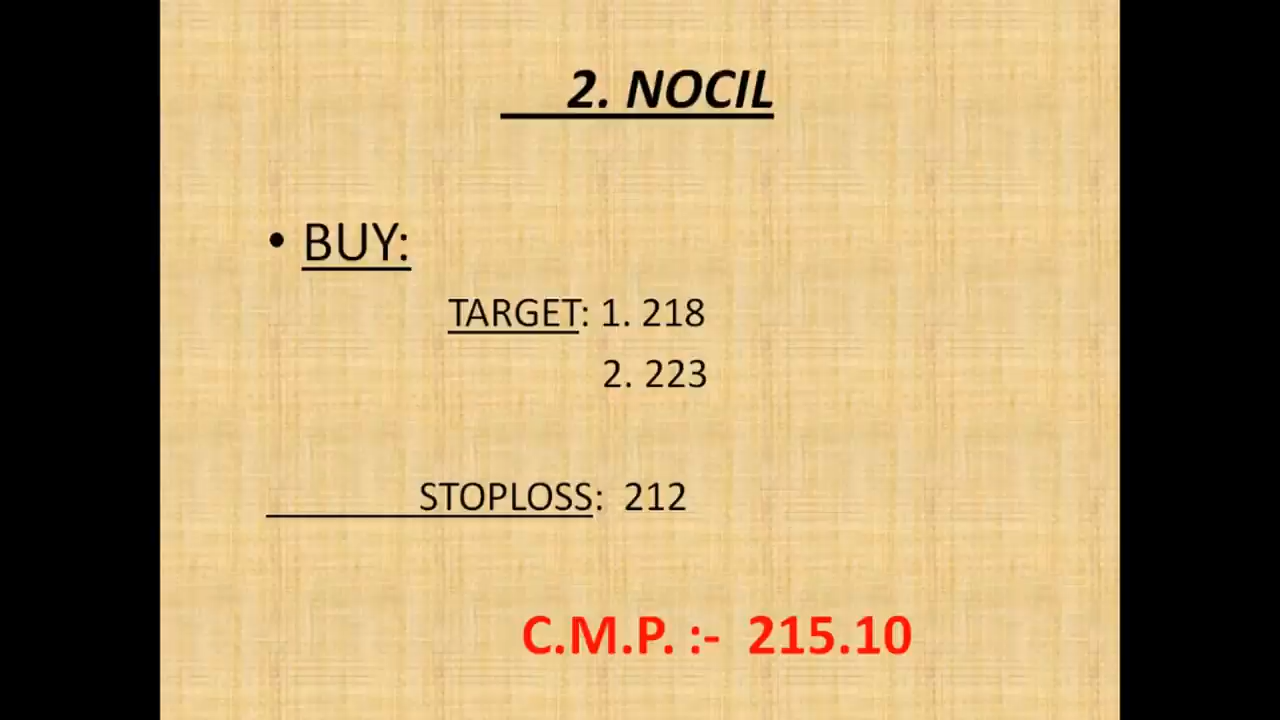 2. NOCIL
• BUY:
TARGET: 1. 218
2. 223
STOPLOSS: 212
C.M.P. :- 215.10